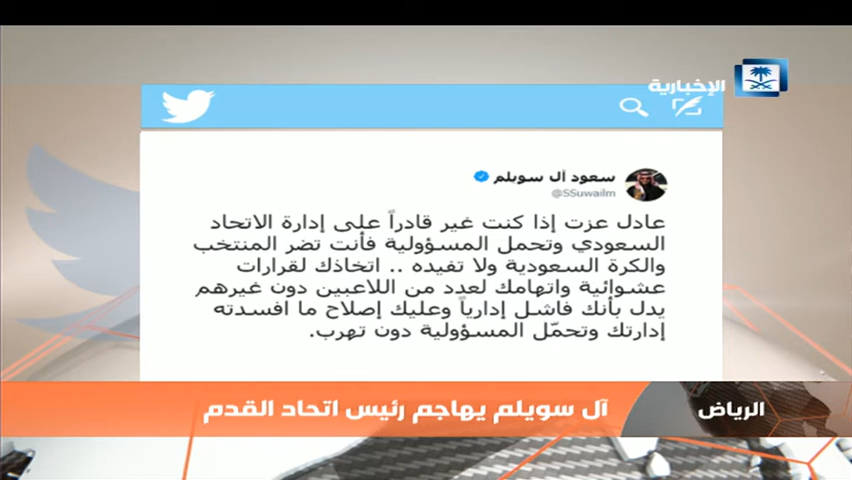 الإخبارية
سعود آل سويلم
@SSuwailm
عادل عزت إذا كنت غير قادراً على إدارة الاتحاد
السعودي وتحمل المسؤولية فأنت تضر المنتخب
والكرة السعودية ولا تفيده .. اتخاذك لقرارات
عشوائية واتهامك لعدد من اللاعبين دون غيرهم
يدل بأنك فاشل إدارياً وعليك إصلاح ما افسدته
إدارتك وتحمّل المسؤولية دون تهرب.
الرياض
آل سويلم يهاجم رئيس اتحاد القدم